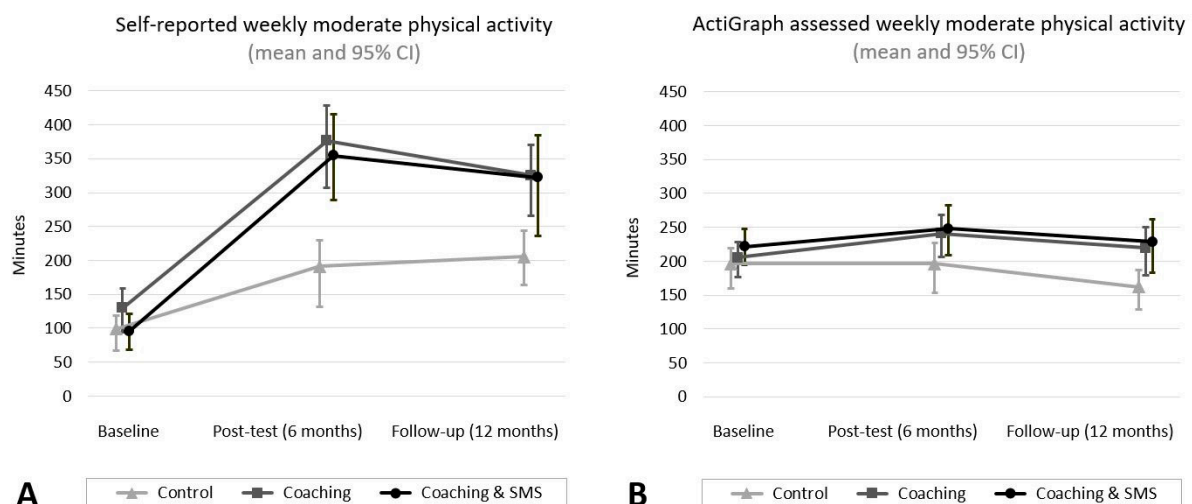 Self-reported weekly moderate physical activity
(mean and 95% CI)
Minutes
450
400
350
300
250
200
150
100
50
0
Baseline
Post-test (6 months)
Follow-up (12 months)
A
Control
Coaching
Coaching & SMS
ActiGraph assessed weekly moderate physical activity
(mean and 95% CI)
Minutes
450
400
350
300
250
200
150
100
50
0
Baseline
Post-test (6 months)
Follow-up (12 months)
B
Control
Coaching
Coaching & SMS